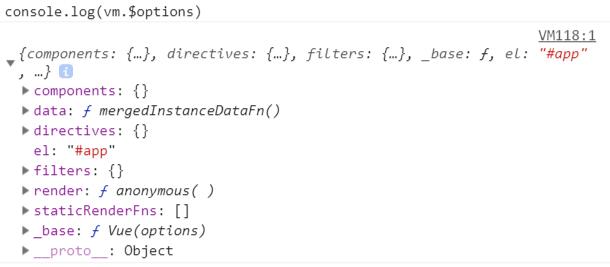 console.log(vm.$options)
VM118:1
{components: {…}, directives: {…}, filters: {…}, _base: ƒ, el: "#app"
, …} i
components: {}
data: ƒ mergedInstanceDataFn()
directives: {}
el: "#app"
filters: {}
render: ƒ anonymous( )
staticRenderFns: []
_base: ƒ Vue(options)
__proto__: Object